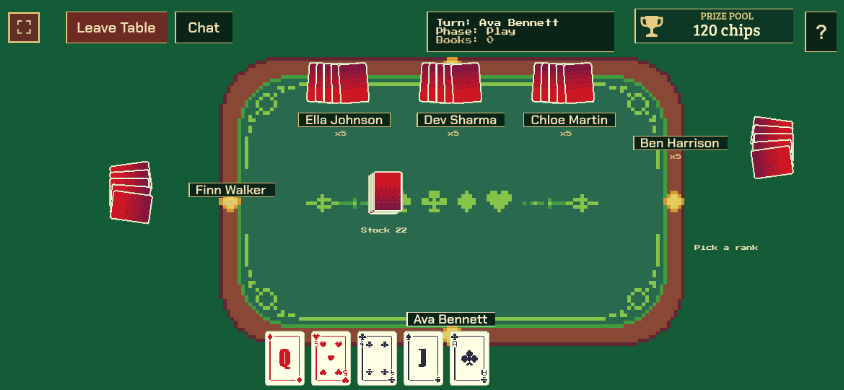 Leave Table
Chat
Turn: Ava Bennett
Phase: Play
Books: 0
PRIZE POOL
120 chips
?
Ella Johnson
x5
Dev Sharma
x5
Chloe Martin
x5
Ben Harrison
x5
Finn Walker
Stock 22
Pick a rank
Ava Bennett
Q
5
J
A